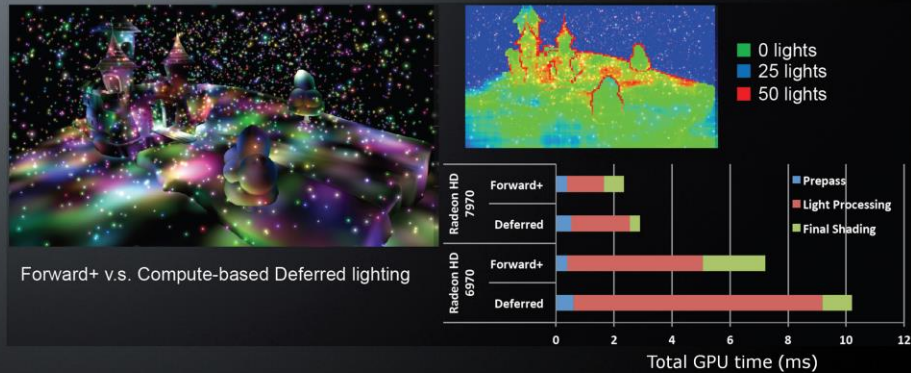 0 lights
25 lights
50 lights
Forward+ v.s. Compute-based Deferred lighting
Radeon HD
7970
Forward+
Deferred
Radeon HD
6970
Forward+
Deferred
Prepass
Light Processing
Final Shading
0 2 4 6 8 10 12
Total GPU time (ms)